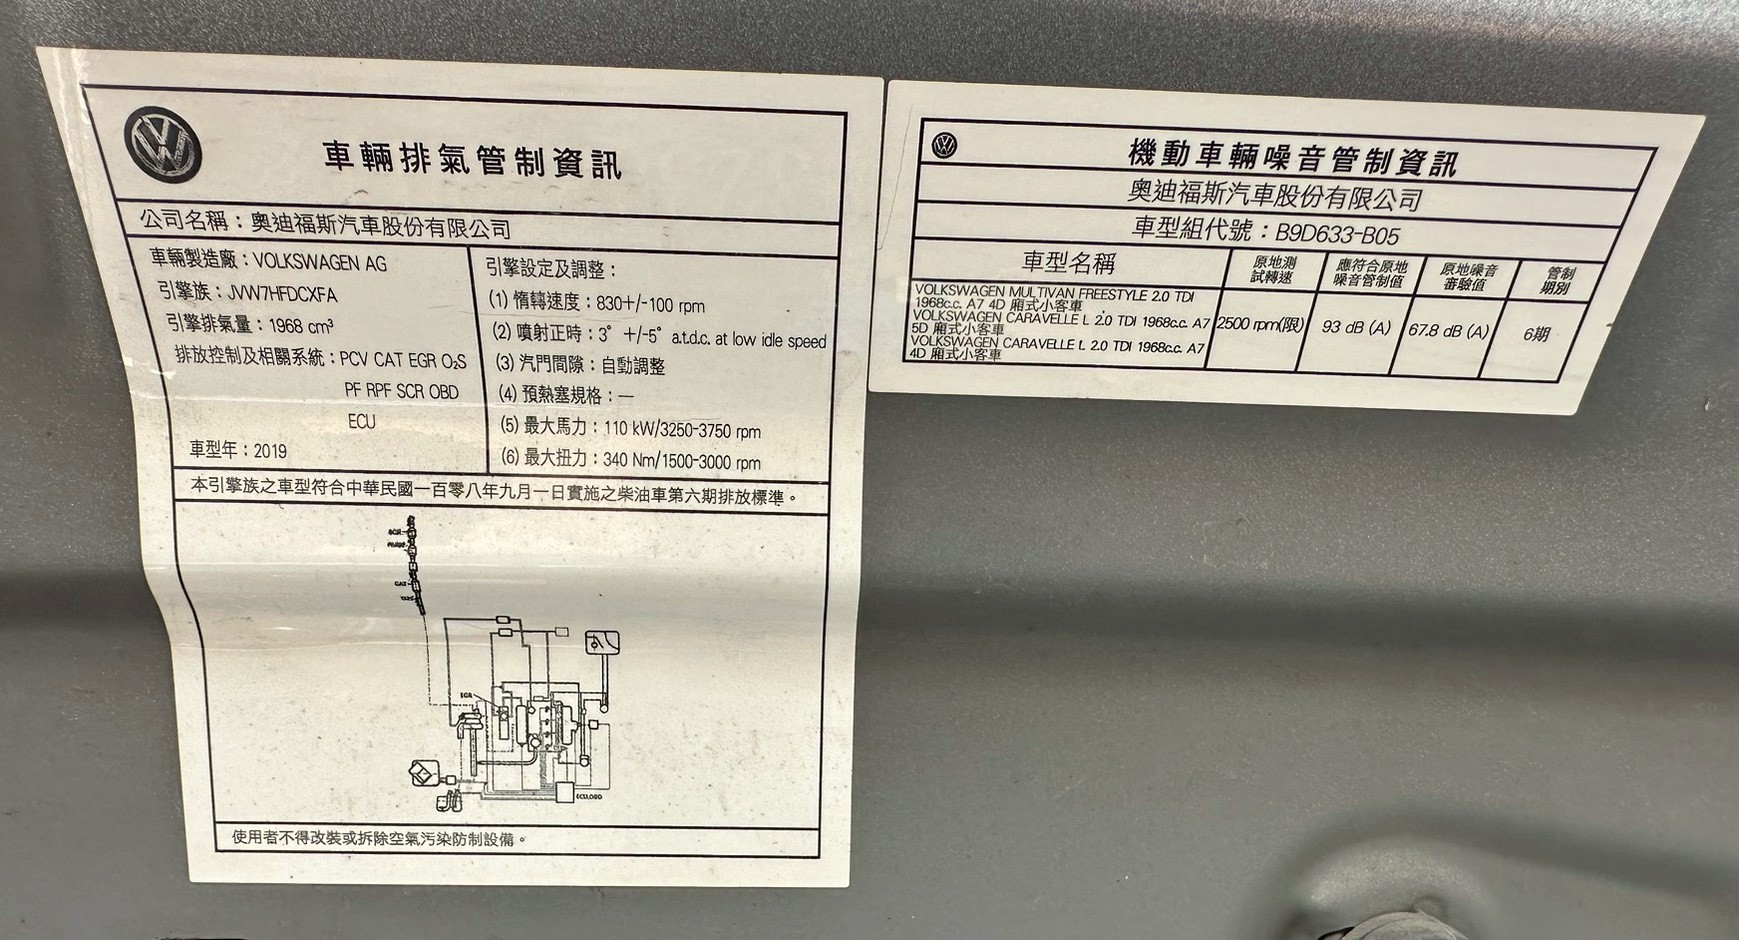 車輛排氣管制資訊
公司名稱：奧迪福斯汽車股份有限公司
車輛製造廠：VOLKSWAGEN AG
引擎族：JVW7HFDCXFA
引擎排氣量：1968 cm³
排放控制及相關系統：PCV CAT EGR O₂S
PF RPF SCR OBD
ECU
車型年：2019
引擎設定及調整：
(1) 惰轉速度：830+/-100 rpm
(2) 噴射正時：3° +/-5° a.t.d.c. at low idle speed
(3) 汽門間隙：自動調整
(4) 預熱塞規格：—
(5) 最大馬力：110 kW/3250-3750 rpm
(6) 最大扭力：340 Nm/1500-3000 rpm
本引擎族之車型符合中華民國一百零八年九月一日實施之柴油車第六期排放標準。
SCR
CAT
EGR
ECU,OBD
使用者不得改裝或拆除空氣污染防制設備。
機動車輛噪音管制資訊
奧迪福斯汽車股份有限公司
車型組代號：B9D633-B05
車型名稱
原地測
試轉速
應符合原地
噪音管制值
原地噪音
審驗值
管制
期別
VOLKSWAGEN MULTIVAN FREESTYLE 2.0 TDI
1968c.c. A7 4D 廂式小客車
VOLKSWAGEN CARAVELLE L 2.0 TDI 1968c.c. A7
5D 廂式小客車
VOLKSWAGEN CARAVELLE L 2.0 TDI 1968c.c. A7
4D 廂式小客車
2500 rpm(限)
93 dB (A)
67.8 dB (A)
6期